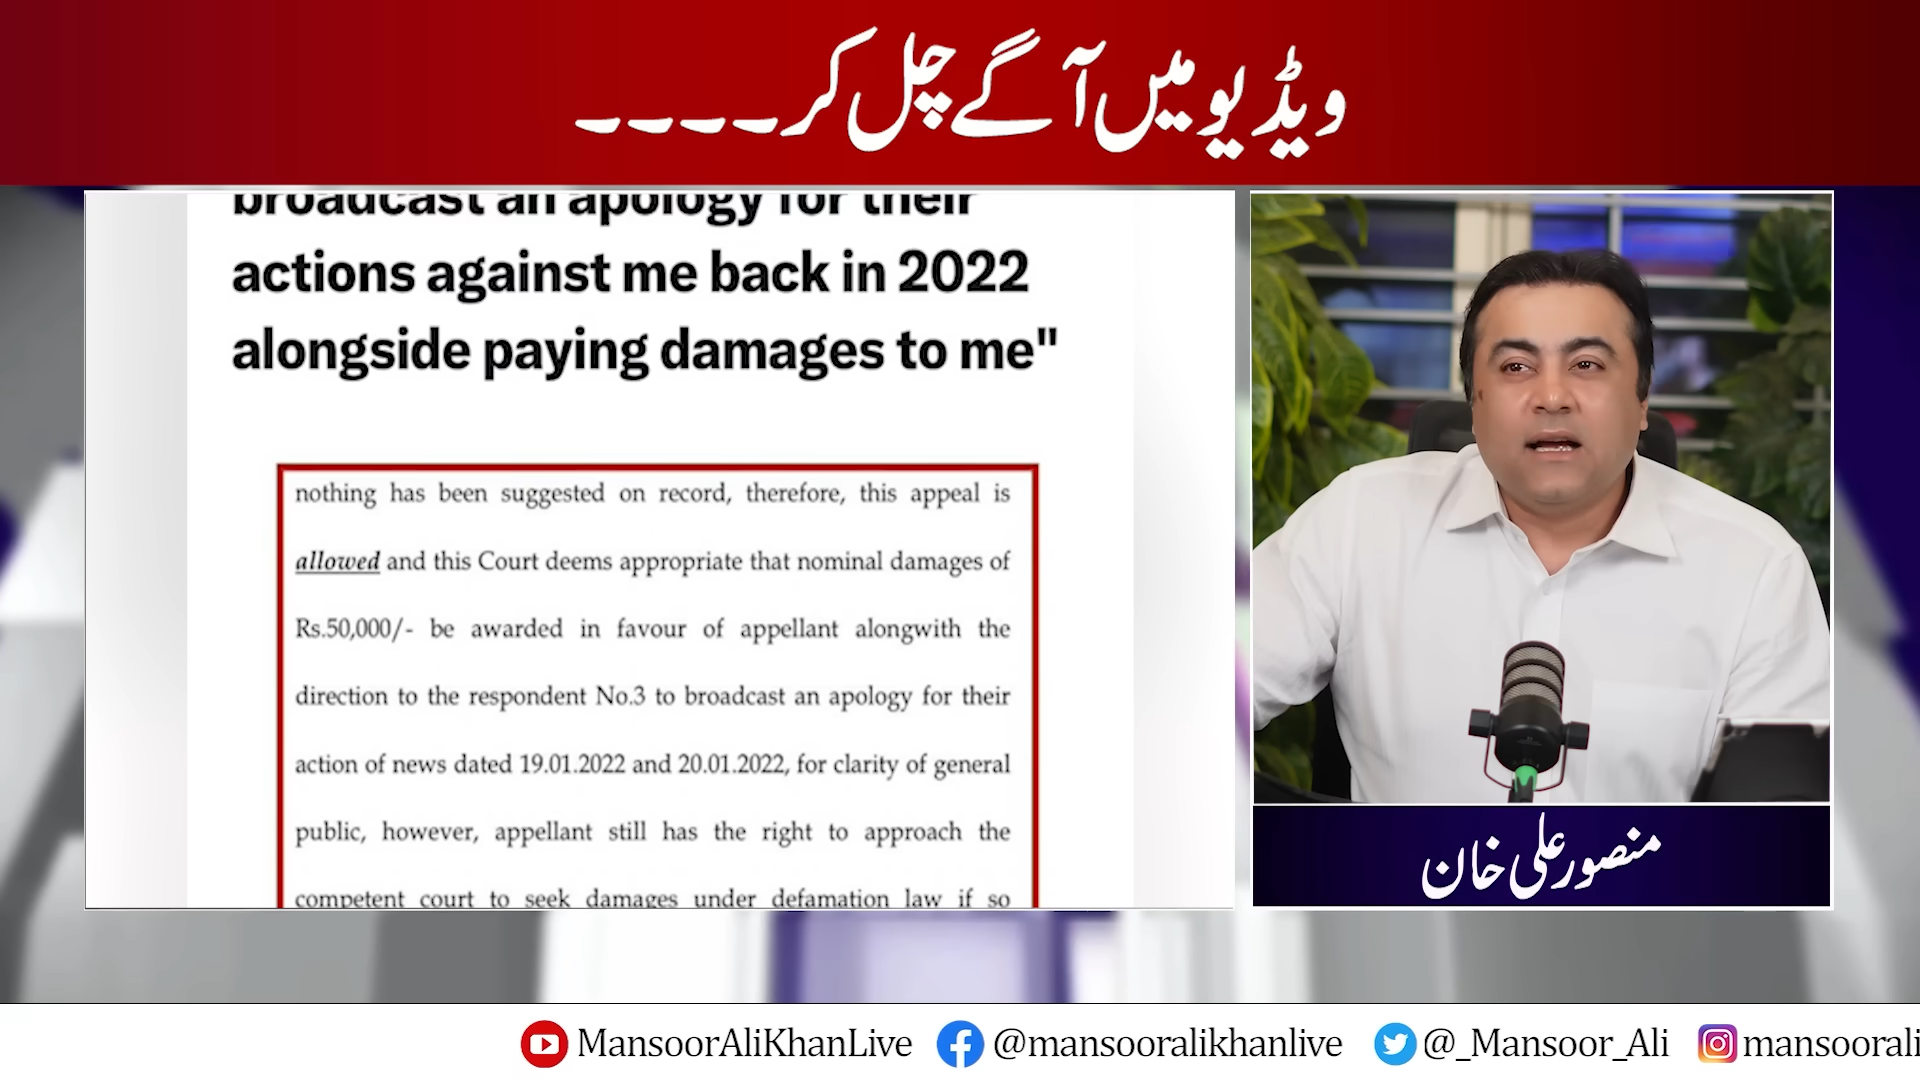 ویڈیو میں آگے چل کر ۔۔۔۔
broadcast an apology for their
actions against me back in 2022
alongside paying damages to me"
nothing has been suggested on record, therefore, this appeal is
allowed and this Court deems appropriate that nominal damages of
Rs.50,000/- be awarded in favour of appellant alongwith the
direction to the respondent No.3 to broadcast an apology for their
action of news dated 19.01.2022 and 20.01.2022, for clarity of general
public, however, appellant still has the right to approach the
competent court to seek damages under defamation law if so
منصور علی خان
MansoorAliKhanLive @mansooralikhanlive @_Mansoor_Ali mansoorali